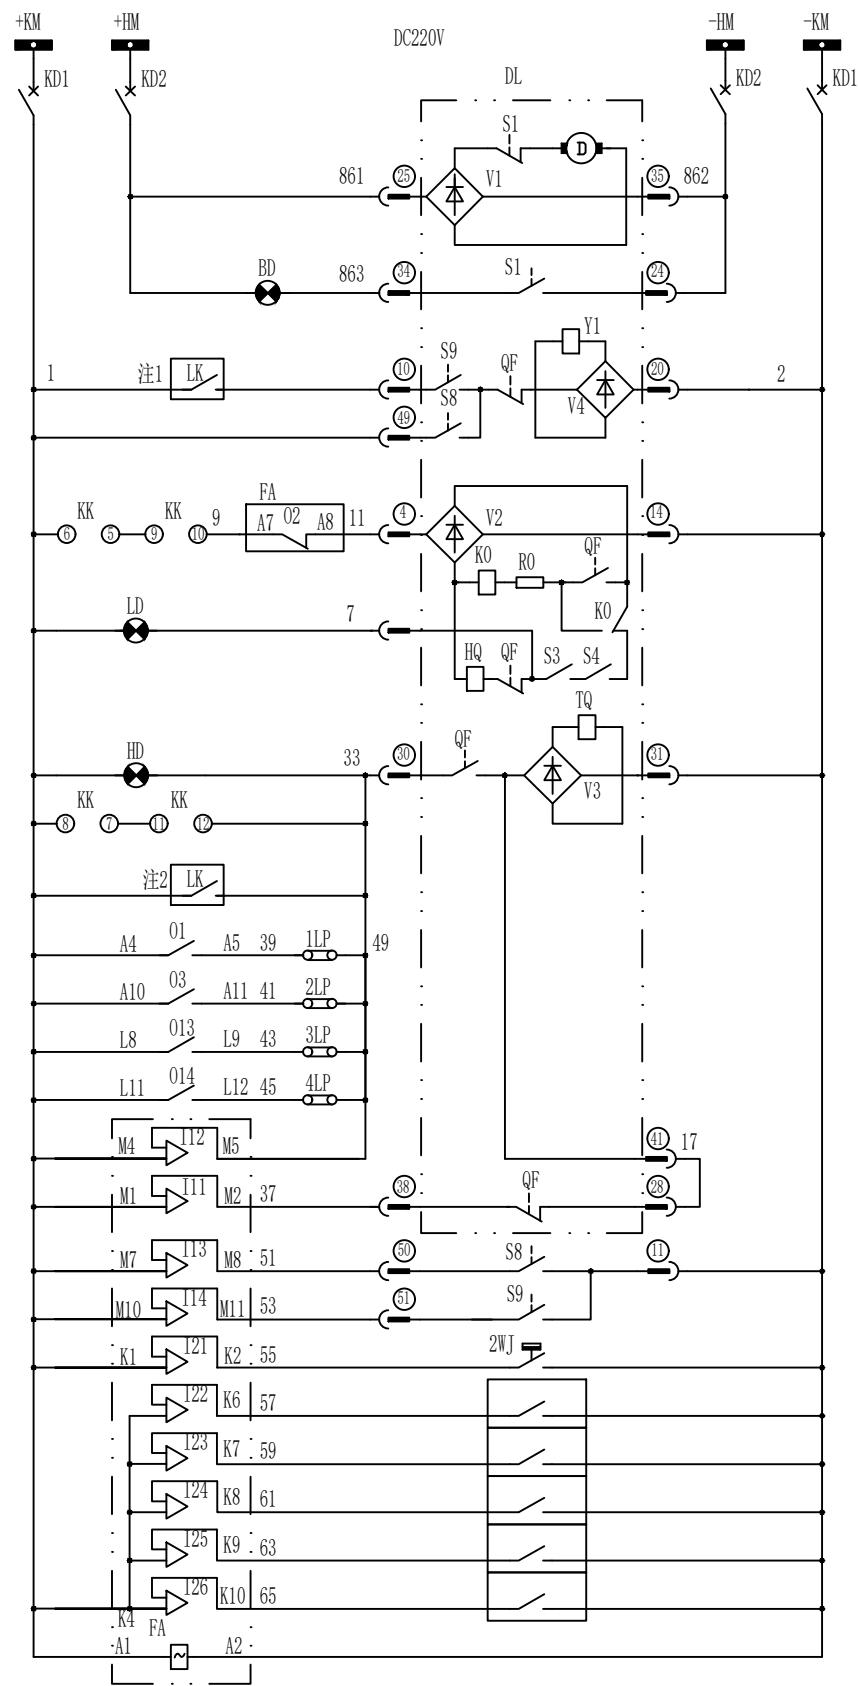 +KM +HM DC220V -HM -KM
KD1 KD2 DL KD2 KD1
S1
D
861 25 V1 35 862
BD 863 34 S1 24
Y1
S9 QF
1 注1 LK 10 20 2
S8 V4
49
FA
KK KK 9 A7 02 A8 11 4 V2 14
6 5 9 10
KO RO QF
LD 7 KO
HQ QF S3 S4
TQ
HD 33 30 QF 31
V3
KK KK
8 7 11 12
注2 LK
A4 01 A5 39 1LP 49
A10 03 A11 41 2LP
L8 013 L9 43 3LP
L11 014 L12 45 4LP
M4 I12 M5 41 17
M1 I11 M2 37 38 QF 28
M7 I13 M8 51 50 S8 11
M10 I14 M11 53 51 S9
K1 I21 K2 55 2WJ
I22 K6 57
I23 K7 59
I24 K8 61
I25 K9 63
I26 K10 65
K4 FA
A1 ~ A2